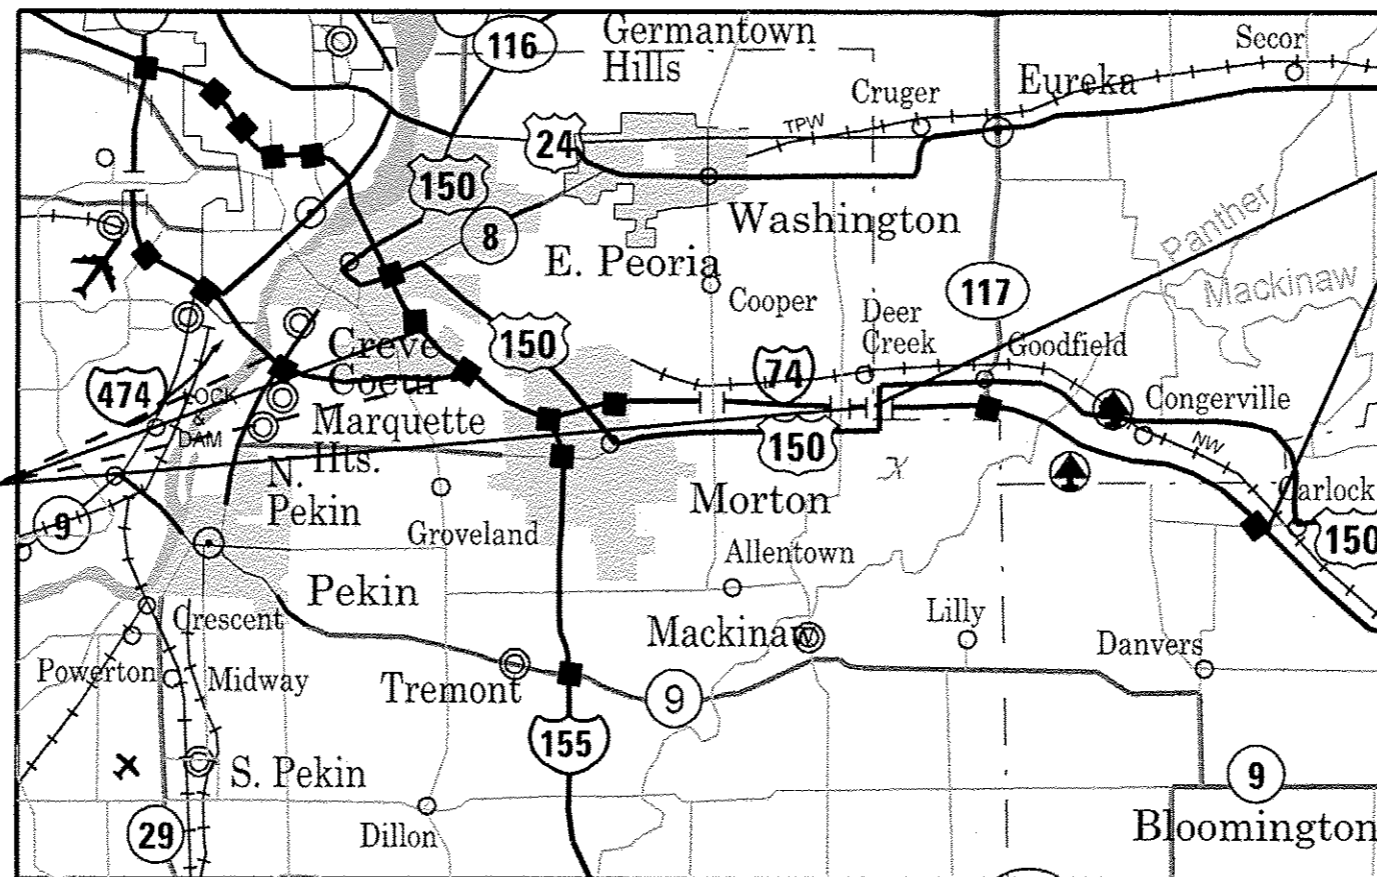 Germantown
Hills
116
Secor
Eureka
Cruger
TPW
24
150
8
Washington
E. Peoria
Panther
Mackinaw
Cooper
117
Deer
Creek
Goodfield
Creve
Coeur
150
74
474
LOCK
&
DAM
Marquette
Hts.
Congerville
NW
150
N.
Pekin
Morton
Carlock
9
Groveland
150
Allentown
Pekin
Crescent
Mackinaw
Lilly
Danvers
Powerton
Midway
Tremont
9
155
S. Pekin
9
29
Dillon
Bloomington